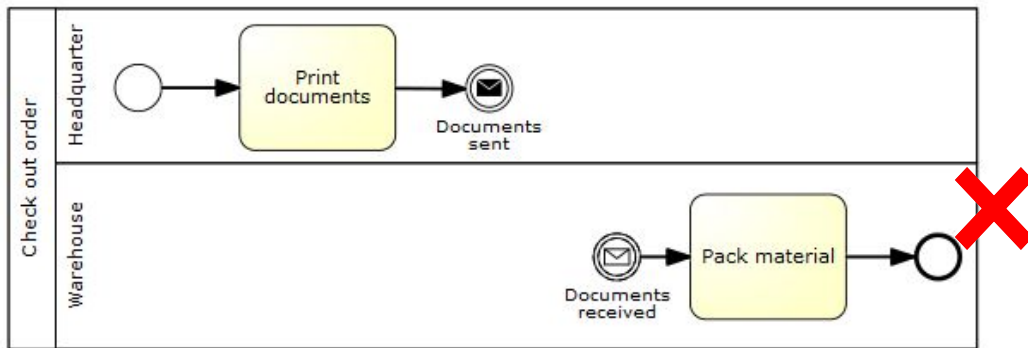 Check out order
Headquarter
Print
documents
Documents
sent
Warehouse
Documents
received
Pack material